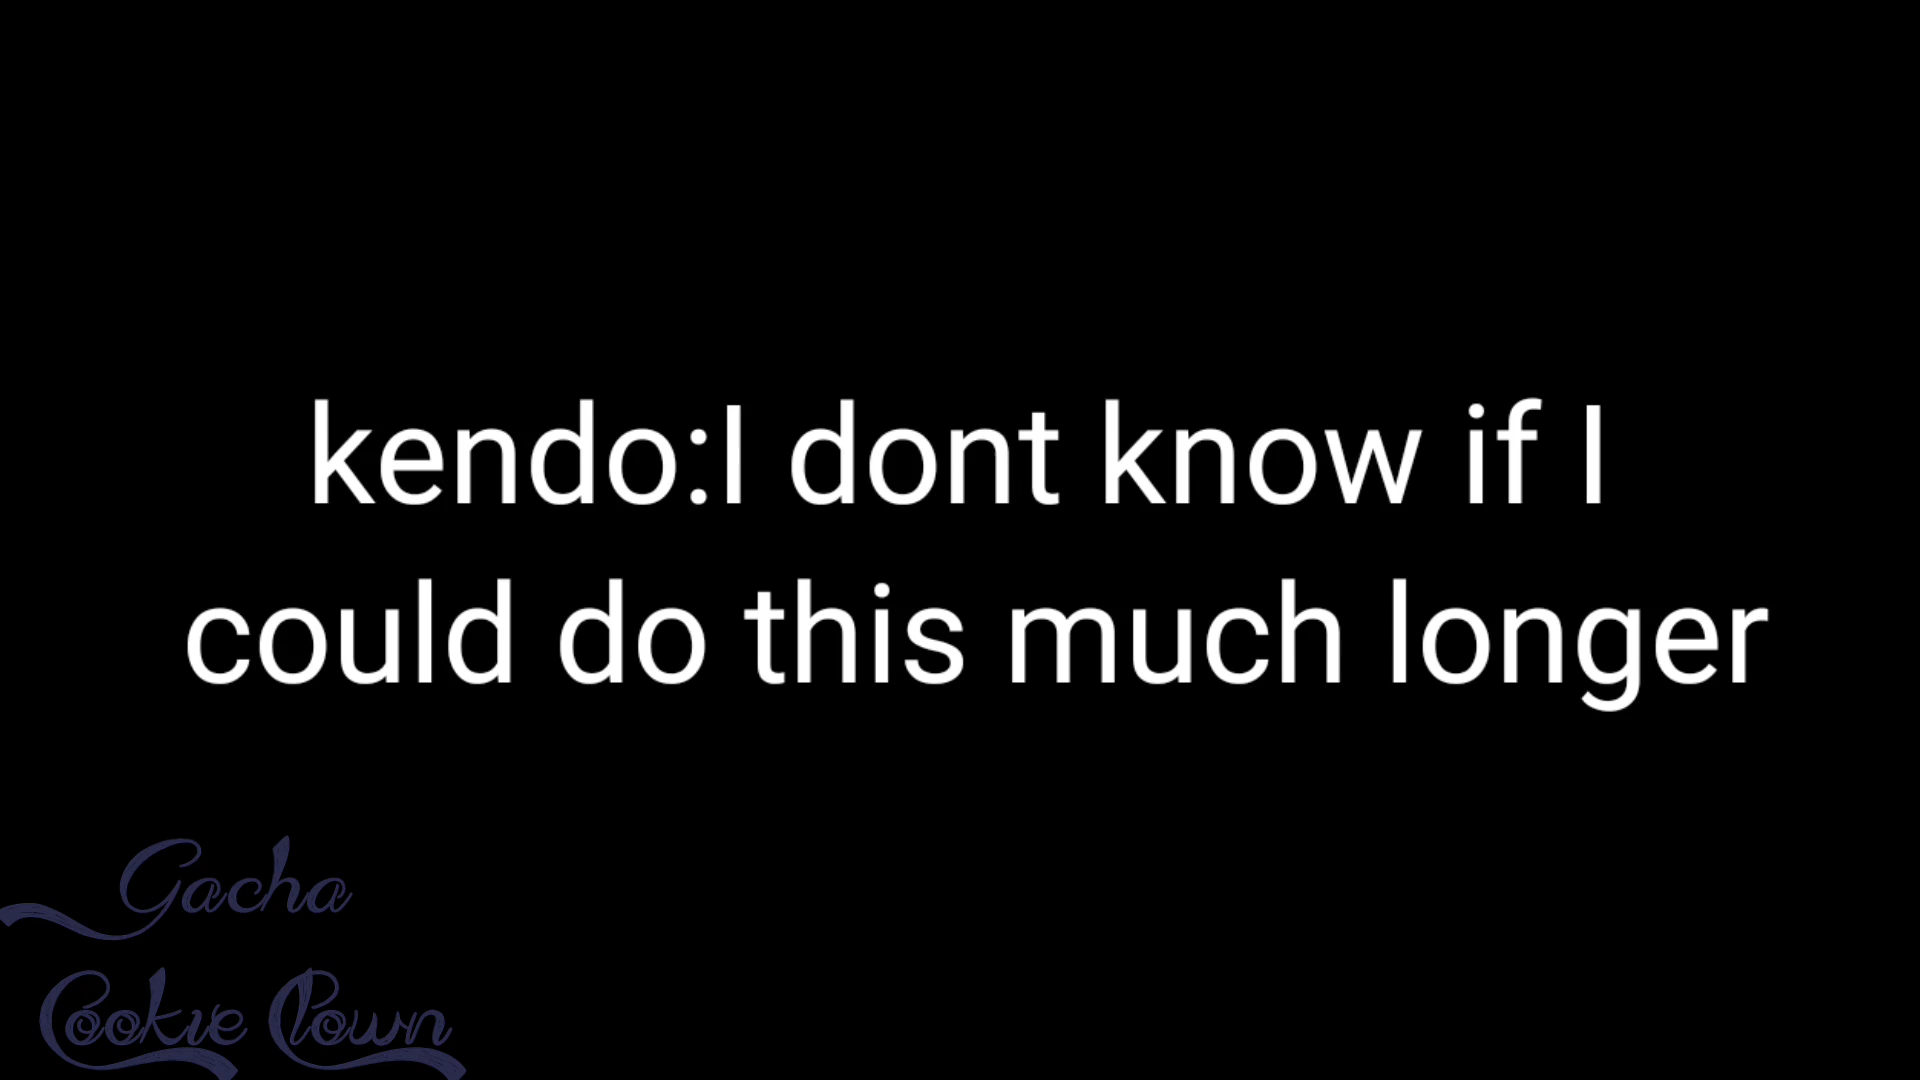 kendo:I dont know if I
could do this much longer
Gacha
Cookie Clown